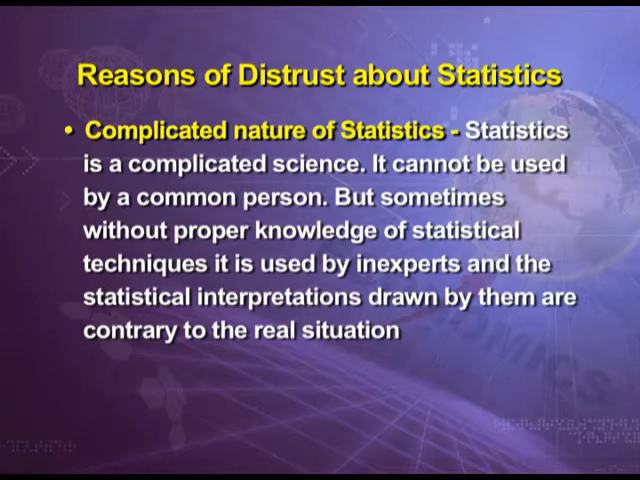 Reasons of Distrust about Statistics
• Complicated nature of Statistics - Statistics
is a complicated science. It cannot be used
by a common person. But sometimes
without proper knowledge of statistical
techniques it is used by inexperts and the
statistical interpretations drawn by them are
contrary to the real situation